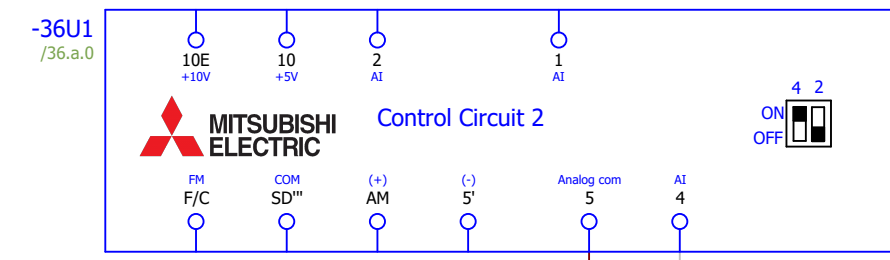 -36U1
/36.a.0
10E 10 2 1
+10V +5V AI AI
4 2
MITSUBISHI
ELECTRIC
Control Circuit 2
ON
OFF
FM COM (+) (-) Analog com AI
F/C SD''' AM 5' 5 4